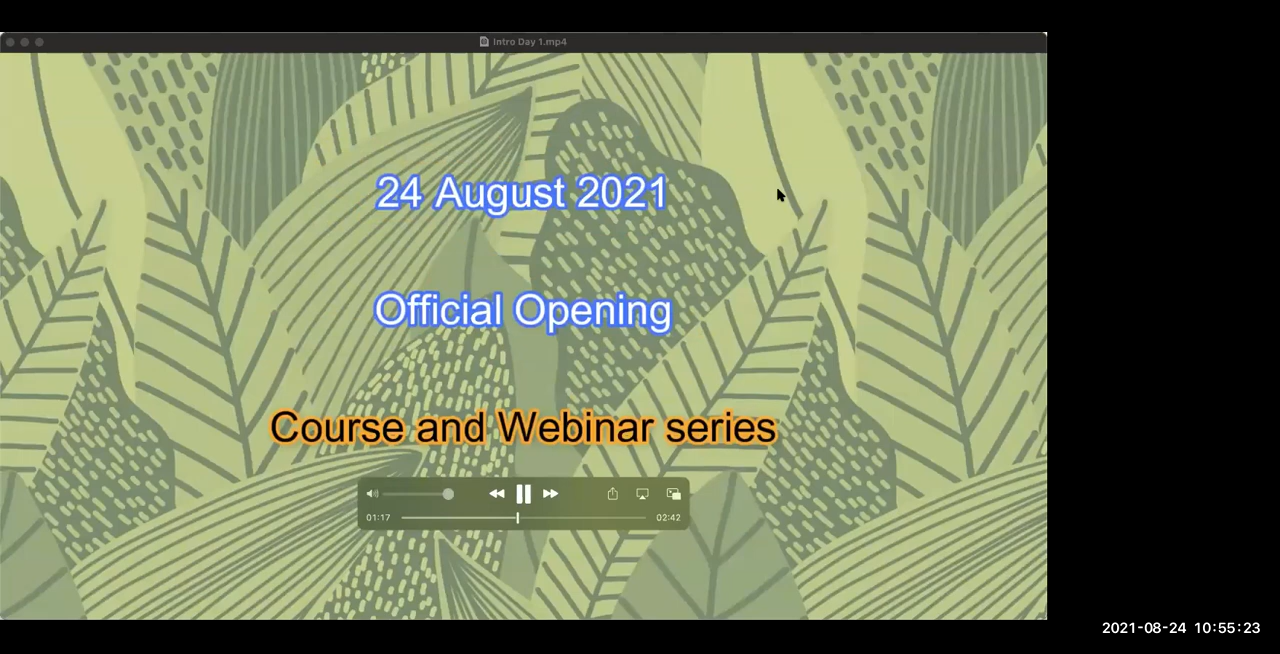 Intro Day 1.mp4
24 August 2021
Official Opening
Course and Webinar series
01:17
02:42
2021-08-24 10:55:23